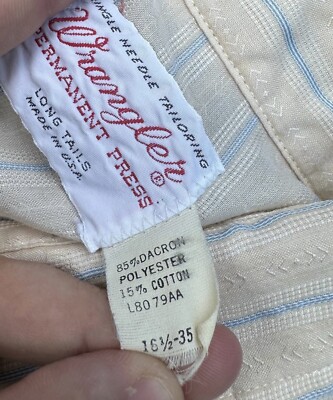 SINGLE NEEDLE TAILORING
Wrangler®
PERMANENT PRESS
LONG TAILS
MADE IN U.S.A.
85% DACRON
POLYESTER
15% COTTON
L8079AA
16½-35